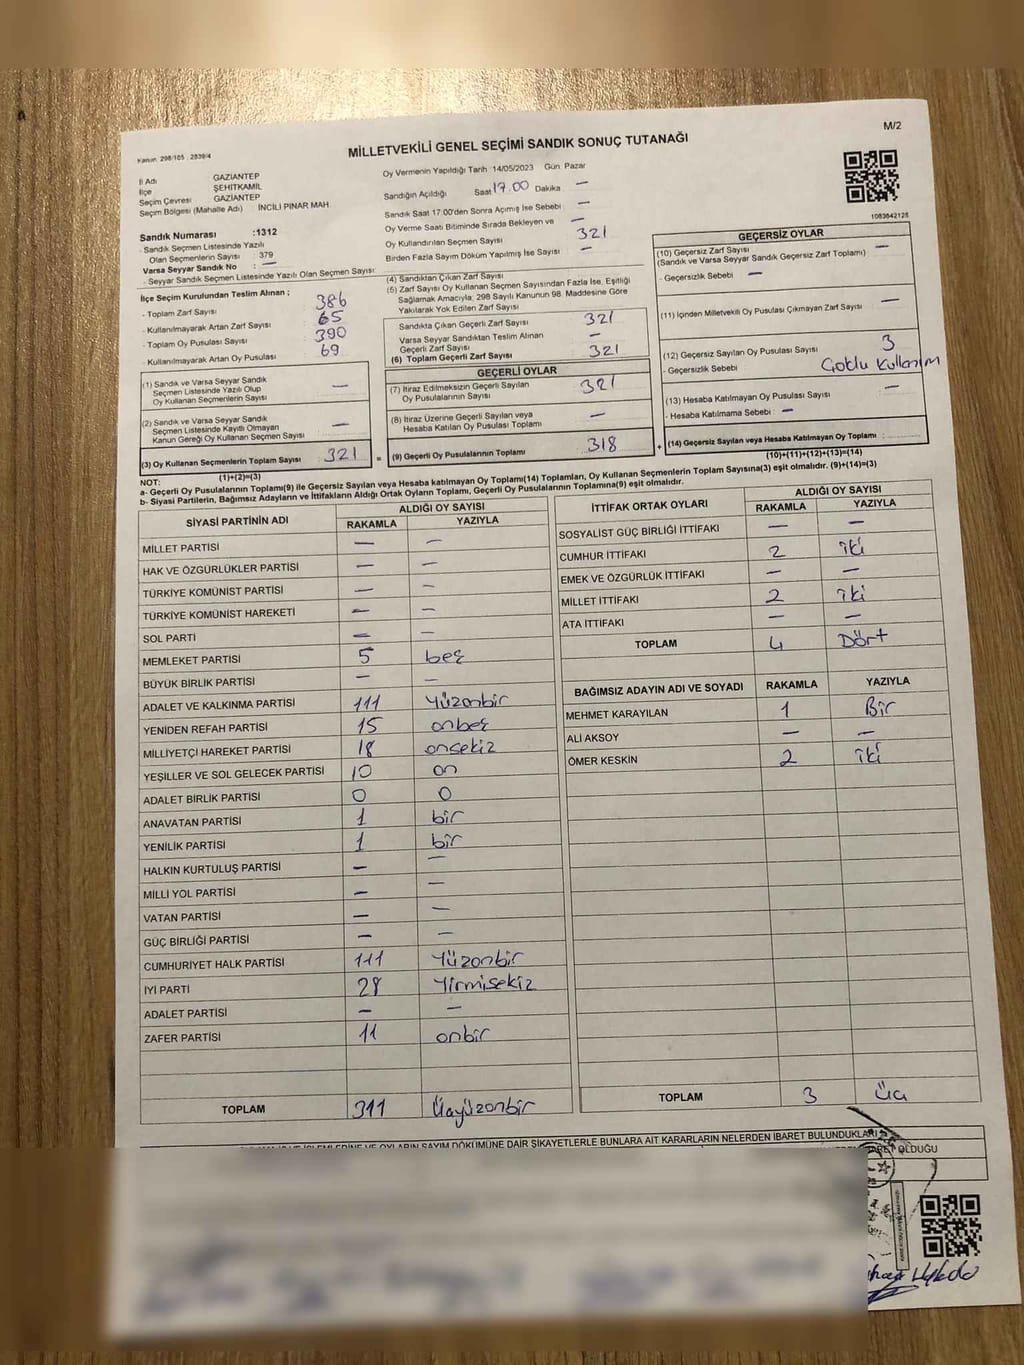 Kanun: 298/105 , 2839/4
MİLLETVEKİLİ GENEL SEÇİMİ SANDIK SONUÇ TUTANAĞI
M/2
İl Adı GAZİANTEP
İlçe ŞEHİTKAMİL
Seçim Çevresi GAZİANTEP
Seçim Bölgesi (Mahalle Adı) İNCİLİ PINAR MAH.
Sandık Numarası :1312
- Sandık Seçmen Listesinde Yazılı
Olan Seçmenlerin Sayısı : 379
Varsa Seyyar Sandık No : —
- Seyyar Sandık Seçmen Listesinde Yazılı Olan Seçmen Sayısı:
Oy Vermenin Yapıldığı Tarih 14/05/2023 Gün Pazar
Sandığın Açıldığı Saat 17.00 Dakika —
Sandık Saat 17:00'den Sonra Açımış İse Sebebi —
Oy Verme Saati Bitiminde Sırada Bekleyen ve —
Oy Kullandırılan Seçmen Sayısı 321
Birden Fazla Sayım Döküm Yapılmış İse Sayısı —
1083642126
İlçe Seçim Kurulundan Teslim Alınan ;
- Toplam Zarf Sayısı 386
- Kullanılmayarak Artan Zarf Sayısı 65
- Toplam Oy Pusulası Sayısı 390
- Kullanılmayarak Artan Oy Pusulası 69
(1) Sandık ve Varsa Seyyar Sandık
Seçmen Listesinde Yazılı Olup
Oy Kullanan Seçmenlerin Sayısı —
(2) Sandık ve Varsa Seyyar Sandık
Seçmen Listesinde Kayıtlı Olmayan
Kanun Gereği Oy Kullanan Seçmen Sayısı —
(3) Oy Kullanan Seçmenlerin Toplam Sayısı 321 =
(1)+(2)=(3)
(4) Sandıktan Çıkan Zarf Sayısı
(5) Zarf Sayısı Oy Kullanan Seçmen Sayısından Fazla İse, Eşitliği
Sağlamak Amacıyla; 298 Sayılı Kanunun 98. Maddesine Göre
Yakılarak Yok Edilen Zarf Sayısı
Sandıkta Çıkan Geçerli Zarf Sayısı 321
Varsa Seyyar Sandıktan Teslim Alınan
Geçerli Zarf Sayısı —
(6) Toplam Geçerli Zarf Sayısı 321
GEÇERLİ OYLAR
(7) İtiraz Edilmeksizin Geçerli Sayılan
Oy Pusulalarının Sayısı 321
(8) İtiraz Üzerine Geçerli Sayılan veya
Hesaba Katılan Oy Pusulası Toplamı —
(9) Geçerli Oy Pusulalarının Toplamı 318 +
GEÇERSİZ OYLAR
(10) Geçersiz Zarf Sayısı —
(Sandık ve Varsa Seyyar Sandık Geçersiz Zarf Toplamı)
- Geçersizlik Sebebi —
(11) İçinden Milletvekili Oy Pusulası Çıkmayan Zarf Sayısı —
(12) Geçersiz Sayılan Oy Pusulası Sayısı 3
- Geçersizlik Sebebi Çoklu Kullanım
(13) Hesaba Katılmayan Oy Pusulası Sayısı —
- Hesaba Katılmama Sebebi : —
(14) Geçersiz Sayılan veya Hesaba Katılmayan Oy Toplamı :
(10)+(11)+(12)+(13)=(14)
NOT:
a- Geçerli Oy Pusulalarının Toplamı(9) ile Geçersiz Sayılan veya Hesaba katılmayan Oy Toplamı(14) Toplamları, Oy Kullanan Seçmenlerin Toplam Sayısına(3) eşit olmalıdır. (9)+(14)=(3)
b- Siyasi Partilerin, Bağımsız Adayların ve İttifakların Aldığı Ortak Oyların Toplamı, Geçerli Oy Pusulalarının Toplamına(9) eşit olmalıdır.
SİYASİ PARTİNİN ADI ALDIĞI OY SAYISI
RAKAMLA YAZIYLA
MİLLET PARTİSİ — —
HAK VE ÖZGÜRLÜKLER PARTİSİ — —
TÜRKİYE KOMÜNİST PARTİSİ — —
TÜRKİYE KOMÜNİST HAREKETİ — —
SOL PARTİ — —
MEMLEKET PARTİSİ 5 beş
BÜYÜK BİRLİK PARTİSİ — —
ADALET VE KALKINMA PARTİSİ 111 Yüzonbir
YENİDEN REFAH PARTİSİ 15 onbeş
MİLLİYETÇİ HAREKET PARTİSİ 18 onsekiz
YEŞİLLER VE SOL GELECEK PARTİSİ 10 on
ADALET BİRLİK PARTİSİ 0 0
ANAVATAN PARTİSİ 1 bir
YENİLİK PARTİSİ 1 bir
HALKIN KURTULUŞ PARTİSİ — —
MİLLİ YOL PARTİSİ — —
VATAN PARTİSİ — —
GÜÇ BİRLİĞİ PARTİSİ — —
CUMHURİYET HALK PARTİSİ 111 Yüzonbir
İYİ PARTİ 28 Yirmisekiz
ADALET PARTİSİ — —
ZAFER PARTİSİ 11 onbir
TOPLAM 311 Üçyüzonbir
İTTİFAK ORTAK OYLARI ALDIĞI OY SAYISI
RAKAMLA YAZIYLA
SOSYALİST GÜÇ BİRLİĞİ İTTİFAKI — —
CUMHUR İTTİFAKI 2 iki
EMEK VE ÖZGÜRLÜK İTTİFAKI — —
MİLLET İTTİFAKI 2 iki
ATA İTTİFAKI — —
TOPLAM 4 Dört
BAĞIMSIZ ADAYIN ADI VE SOYADI RAKAMLA YAZIYLA
MEHMET KARAYILAN 1 Bir
ALİ AKSOY — —
ÖMER KESKİN 2 iki
TOPLAM 3 Üç
OYLARIN SAYIM DÖKÜMÜNE DAİR ŞİKAYETLERLE BUNLARA AİT KARARLARIN NELERDEN İBARET BULUNDUKLARI
OLDUĞU